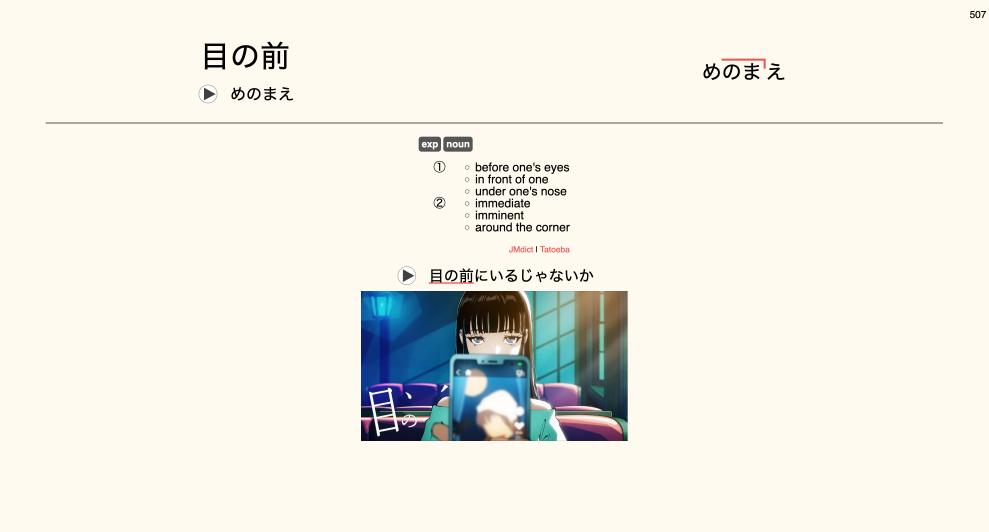 507
目の前
めのまえ
めのまえ
exp noun
① before one's eyes
in front of one
under one's nose
② immediate
imminent
around the corner
JMdict | Tatoeba
目の前にいるじゃないか
目の